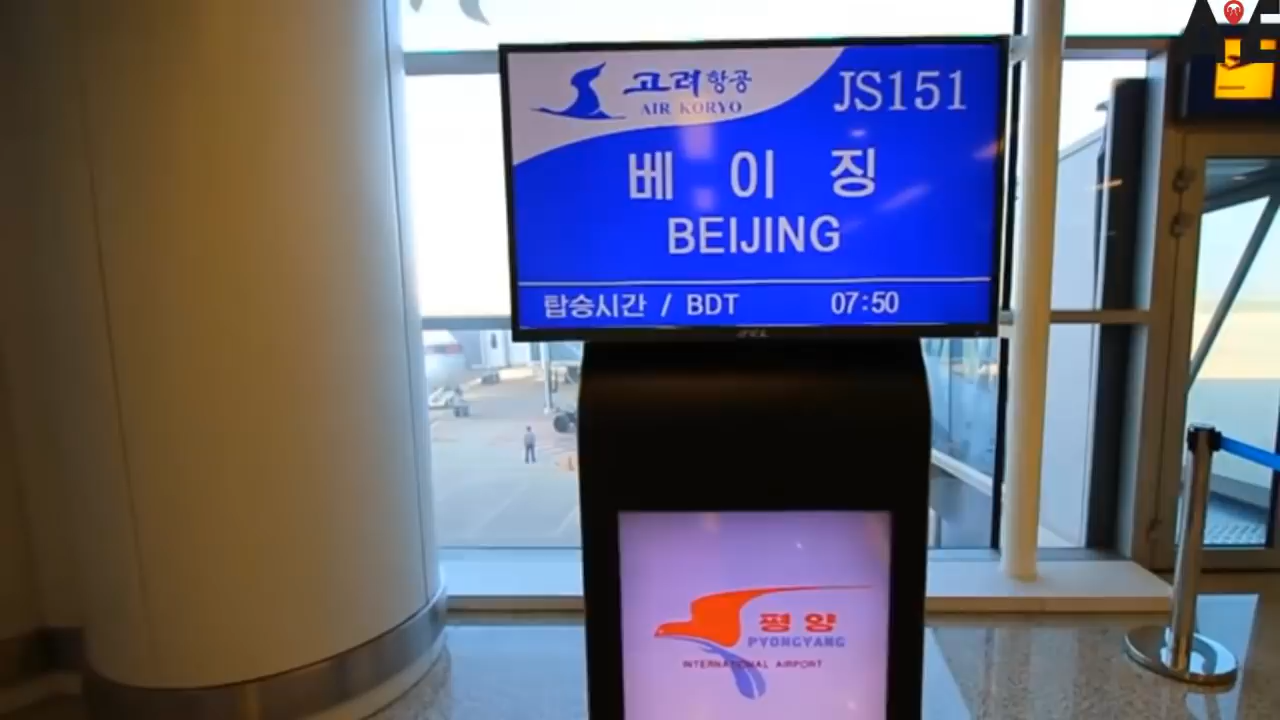 고려항공
AIR KORYO
JS151
베 이 징
BEIJING
탑승시간 / BDT 07:50
평 양
PYONGYANG
INTERNATIONAL AIRPORT